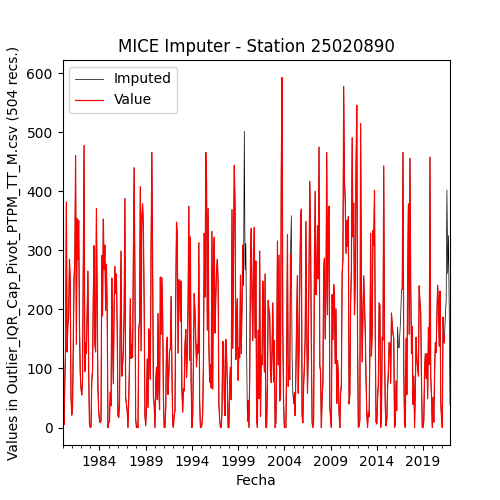 MICE Imputer - Station 25020890
Values in Outlier_IQR_Cap_Pivot_PTPM_TT_M.csv (504 recs.)
600
500
400
300
200
100
0
Imputed
Value
1984 1989 1994 1999 2004 2009 2014 2019
Fecha